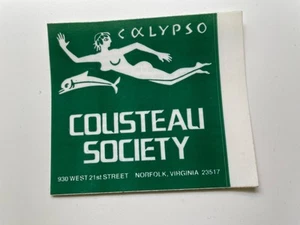 CALYPSO
COUSTEAU
SOCIETY
930 WEST 21st STREET NORFOLK, VIRGINIA 23517